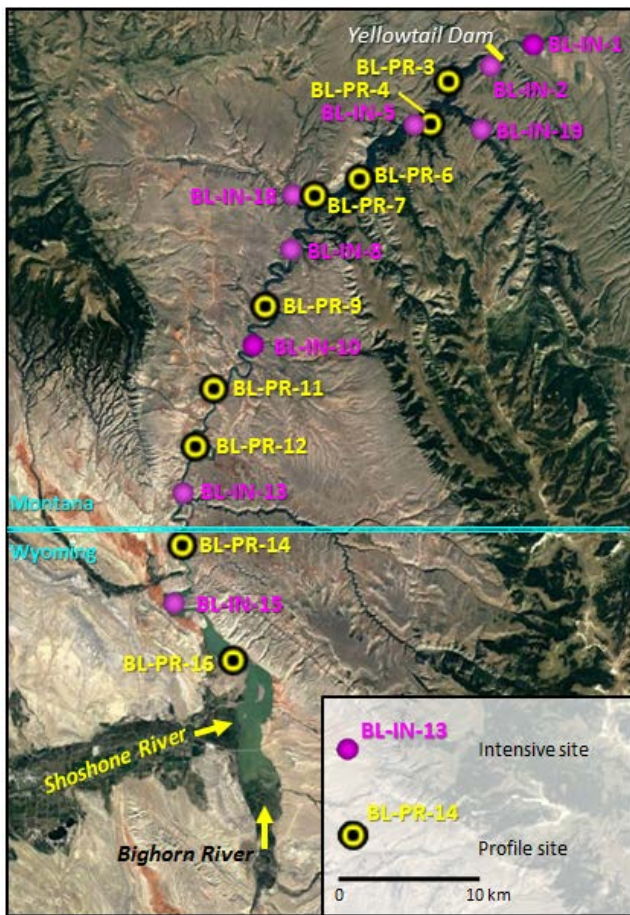 Yellowtail Dam
BL-IN-1
BL-PR-3
BL-IN-2
BL-PR-4
BL-IN-5
BL-IN-19
BL-PR-6
BL-IN-18
BL-PR-7
BL-IN-8
BL-PR-9
BL-IN-10
BL-PR-11
BL-PR-12
BL-IN-13
Montana
Wyoming
BL-PR-14
BL-IN-15
BL-PR-16
Shoshone River
Bighorn River
BL-IN-13
Intensive site
BL-PR-14
Profile site
0 10 km